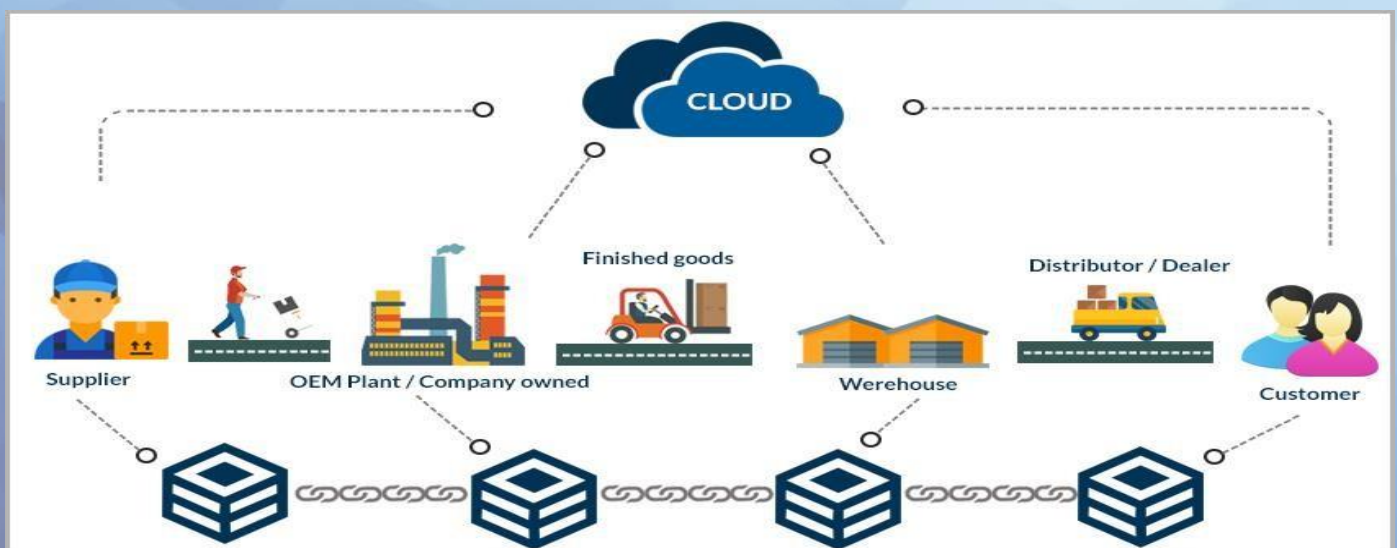 CLOUD
Finished goods
Distributor / Dealer
Supplier
OEM Plant / Company owned
Werehouse
Customer